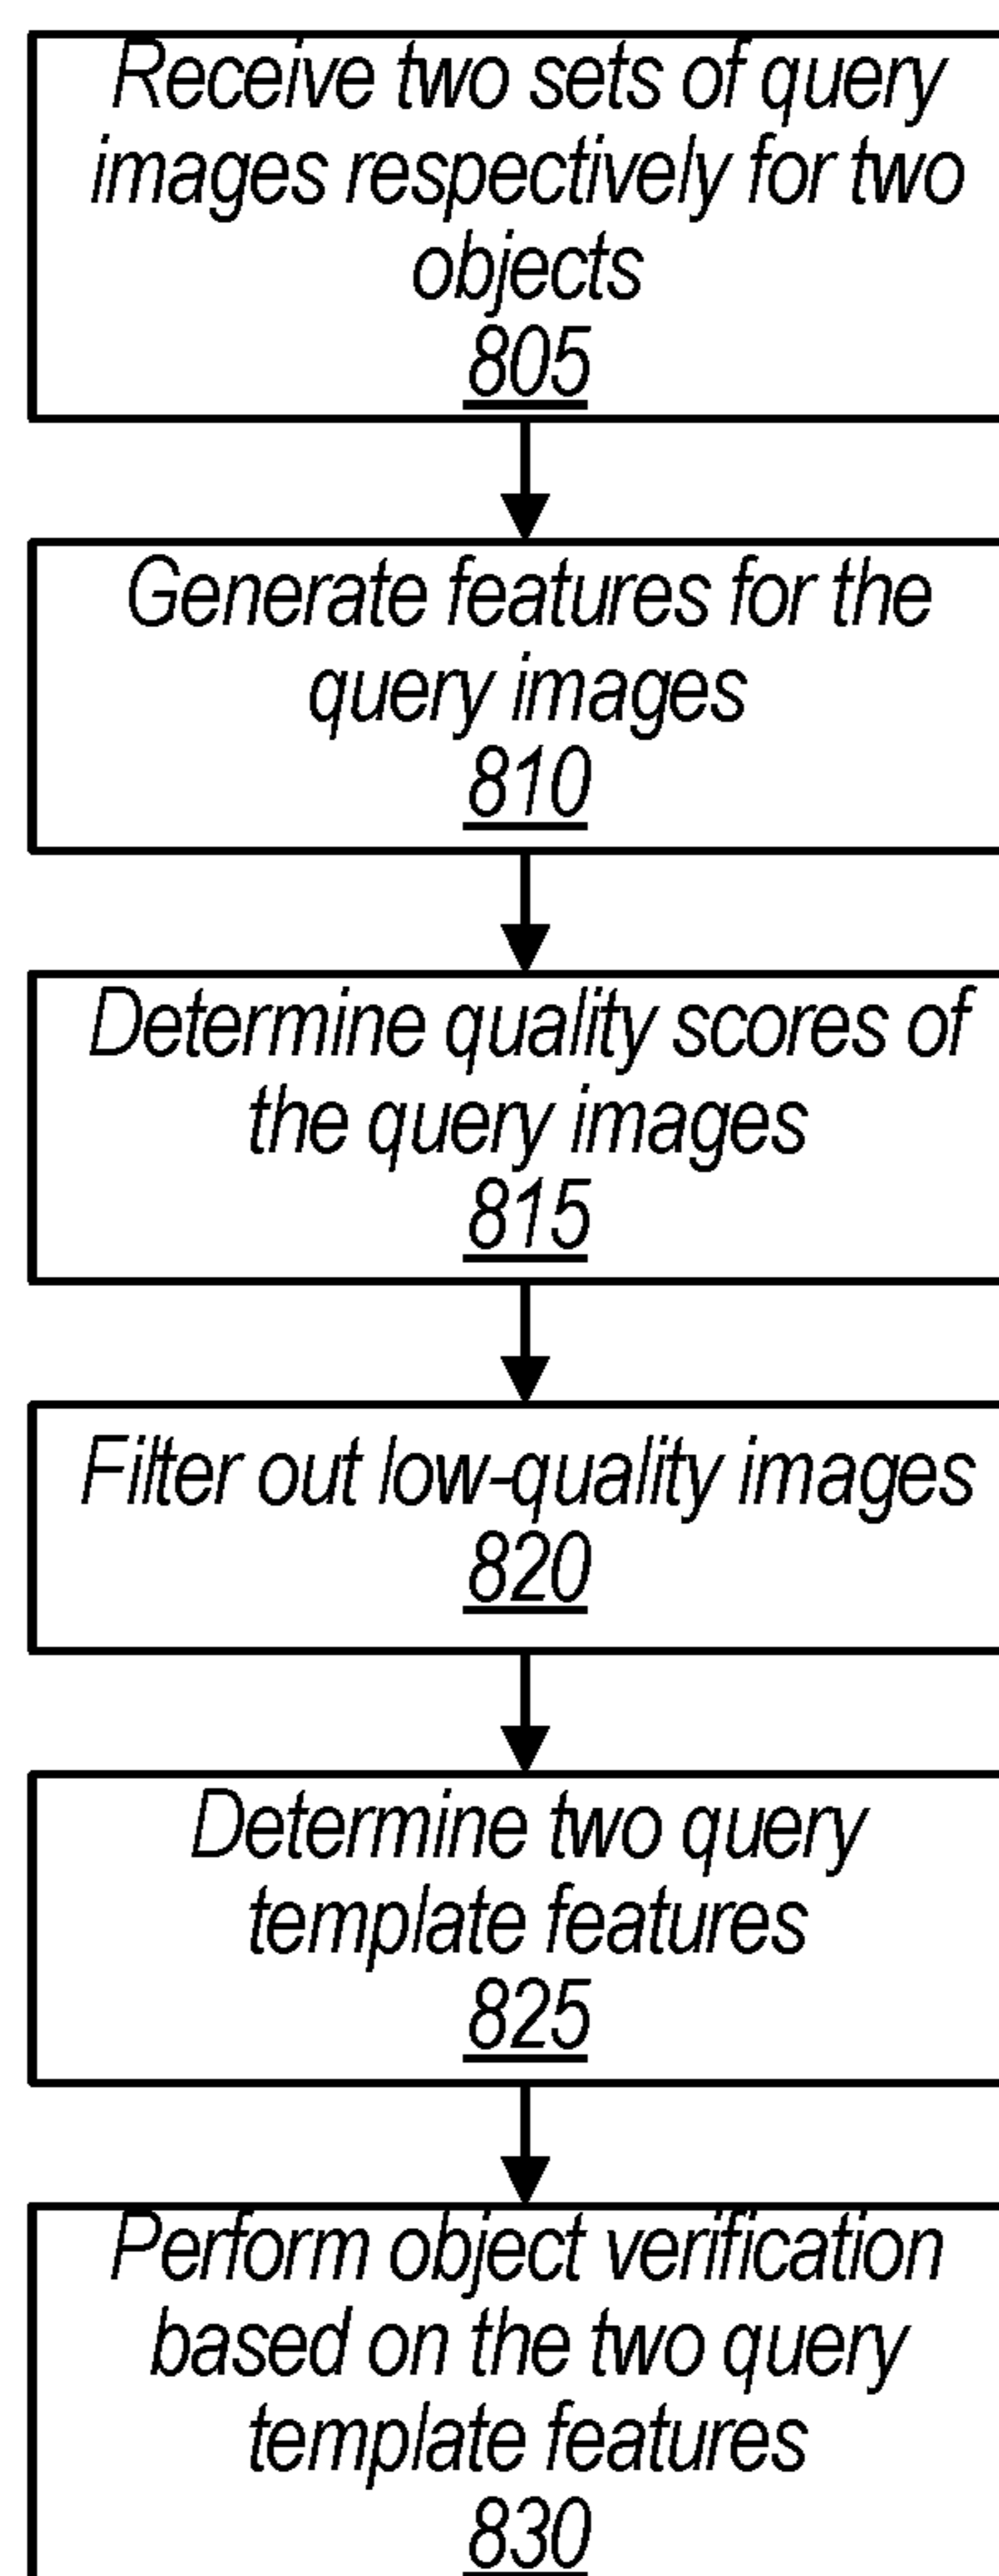 Receive two sets of query
images respectively for two
objects
805
Generate features for the
query images
810
Determine quality scores of
the query images
815
Filter out low-quality images
820
Determine two query
template features
825
Perform object verification
based on the two query
template features
830